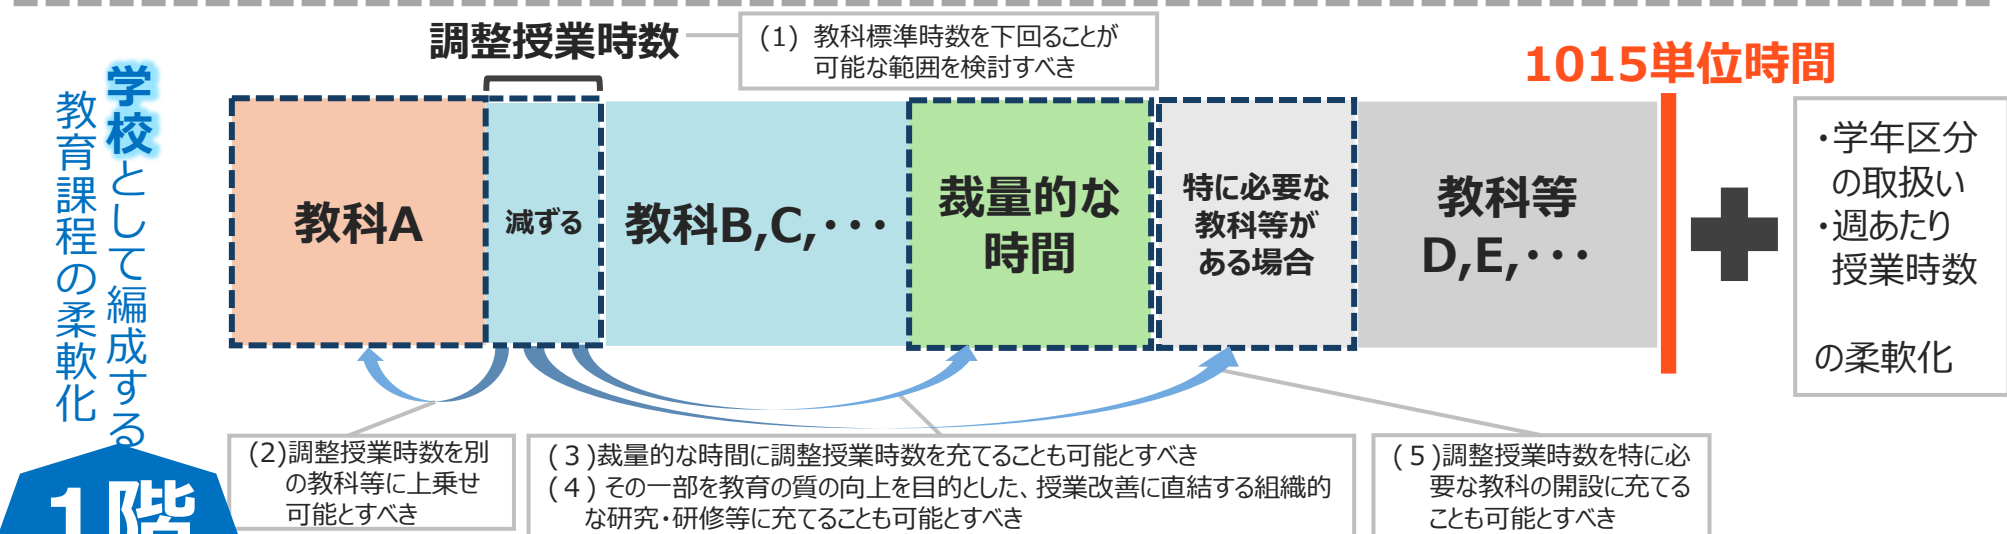 調整授業時数
(1) 教科標準時数を下回ることが
可能な範囲を検討すべき
1015単位時間
学校として編成する
教育課程の柔軟化
教科A
減ずる
教科B,C,・・・
裁量的な
時間
特に必要な
教科等が
ある場合
教科等
D,E,・・・
・学年区分
の取扱い
・週あたり
授業時数
の柔軟化
(2)調整授業時数を別
の教科等に上乗せ
可能とすべき
(３)裁量的な時間に調整授業時数を充てることも可能とすべき
(４) その一部を教育の質の向上を目的とした、授業改善に直結する組織的
な研究・研修等に充てることも可能とすべき
(５)調整授業時数を特に必
要な教科の開設に充てる
ことも可能とすべき
1階